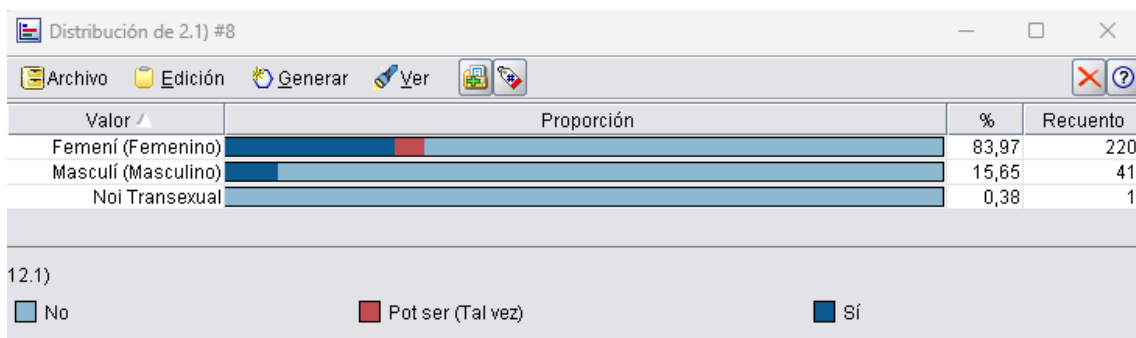 Distribución de 2.1) #8
Archivo Edición Generar Ver
Valor Proporción % Recuento
Femení (Femenino) 83,97 220
Masculí (Masculino) 15,65 41
Noi Transexual 0,38 1
12.1)
No Pot ser (Tal vez) Sí